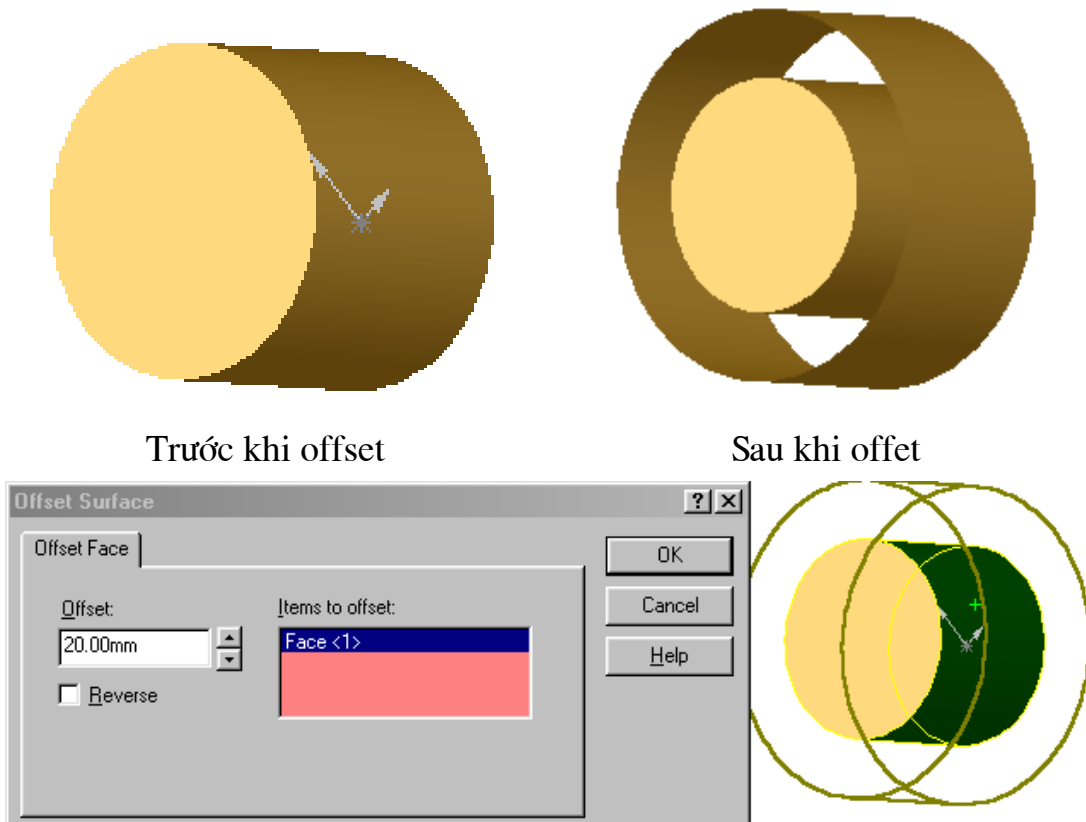 Trước khi offset
Sau khi offet
Offset Surface
Offset Face
OK
Offset:
Items to offset:
Cancel
20.00mm
Face <1>
Help
Reverse